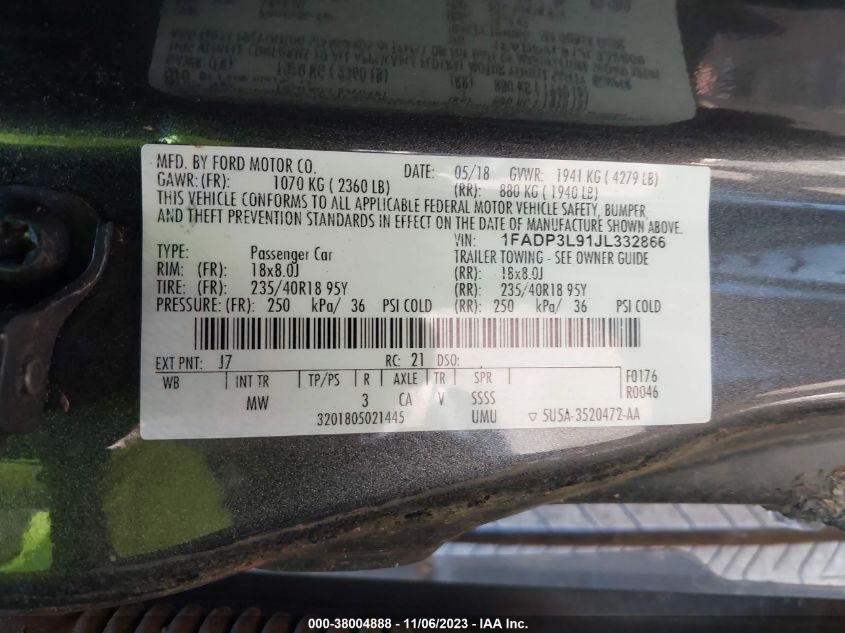 MFD. BY FORD MOTOR CO. DATE: 05/18 GVWR: 1941 KG ( 4279 LB)
GAWR: (FR): 1070 KG ( 2360 LB) (RR): 880 KG ( 1940 LB)
THIS VEHICLE CONFORMS TO ALL APPLICABLE FEDERAL MOTOR VEHICLE SAFETY, BUMPER,
AND THEFT PREVENTION STANDARDS IN EFFECT ON THE DATE OF MANUFACTURE SHOWN ABOVE.
VIN: 1FADP3L91JL332866
TYPE: Passenger Car TRAILER TOWING - SEE OWNER GUIDE
RIM: (FR) 18x8.0J (RR): 18x8.0J
TIRE: (FR) 235/40R18 95Y (RR): 235/40R18 95Y
PRESSURE: (FR): 250 kPa/ 36 PSI COLD (RR): 250 kPa/ 36 PSI COLD
EXT PNT: J7 RC: 21 DSO:
WB INT TR TP/PS R AXLE TR SPR F0176
MW 3 CA V SSSS R0046
3201805021445 UMU ▽ 5U5A-3520472-AA
000-38004888 - 11/06/2023 - IAA Inc.